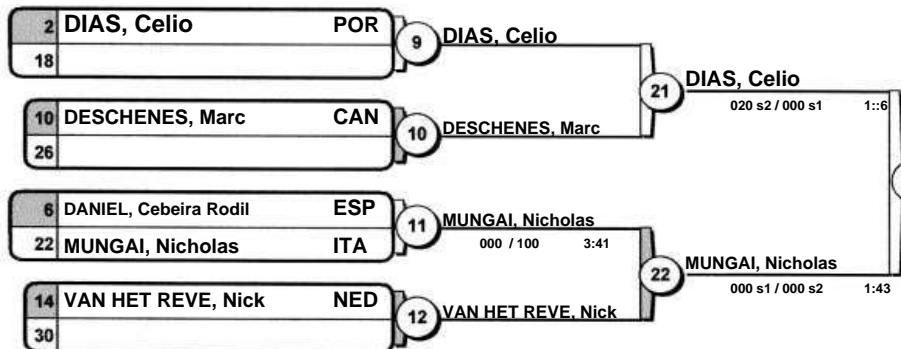 2 DIAS, Celio POR
18
9 DIAS, Celio
21 DIAS, Celio
020 s2 / 000 s1 1::6
10 DESCHENES, Marc CAN
26
10 DESCHENES, Marc
6 DANIEL, Cebeira Rodil ESP
22 MUNGAI, Nicholas ITA
11 MUNGAI, Nicholas
000 / 100 3:41
22 MUNGAI, Nicholas
000 s1 / 000 s2 1:43
14 VAN HET REVE, Nick NED
30
12 VAN HET REVE, Nick